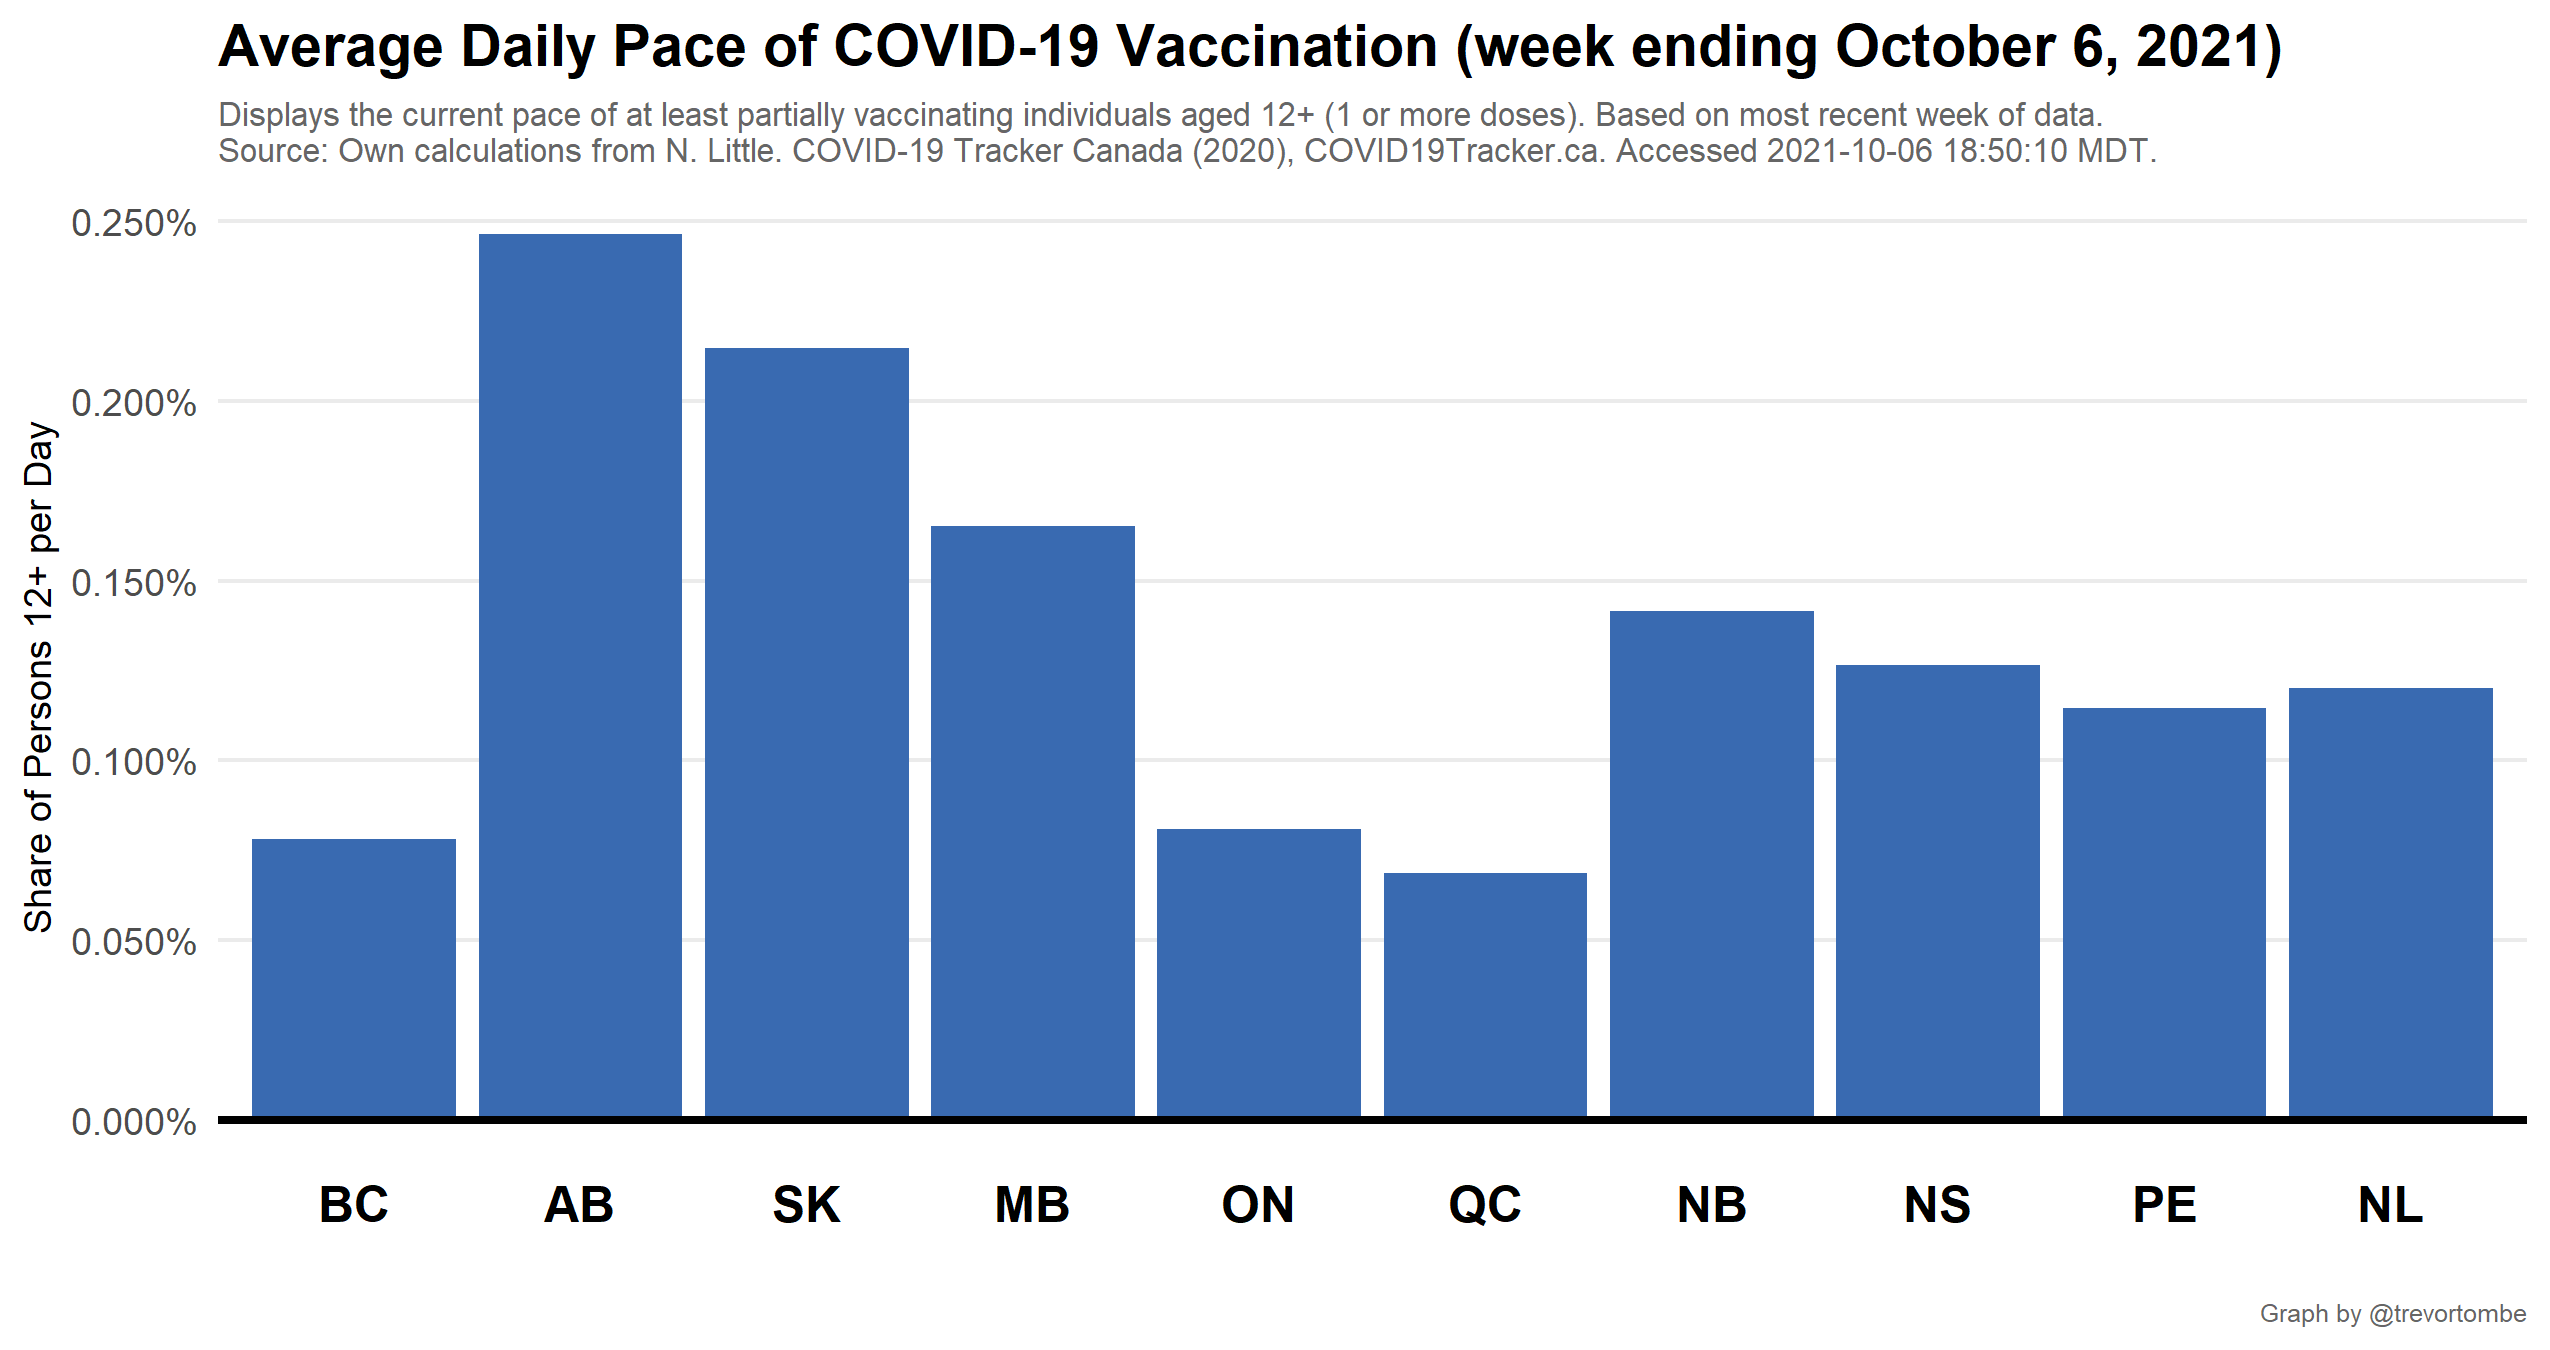 Average Daily Pace of COVID-19 Vaccination (week ending October 6, 2021)
Displays the current pace of at least partially vaccinating individuals aged 12+ (1 or more doses). Based on most recent week of data.
Source: Own calculations from N. Little. COVID-19 Tracker Canada (2020), COVID19Tracker.ca. Accessed 2021-10-06 18:50:10 MDT.
Share of Persons 12+ per Day
0.250%
0.200%
0.150%
0.100%
0.050%
0.000%
BC AB SK MB ON QC NB NS PE NL
Graph by @trevortombe